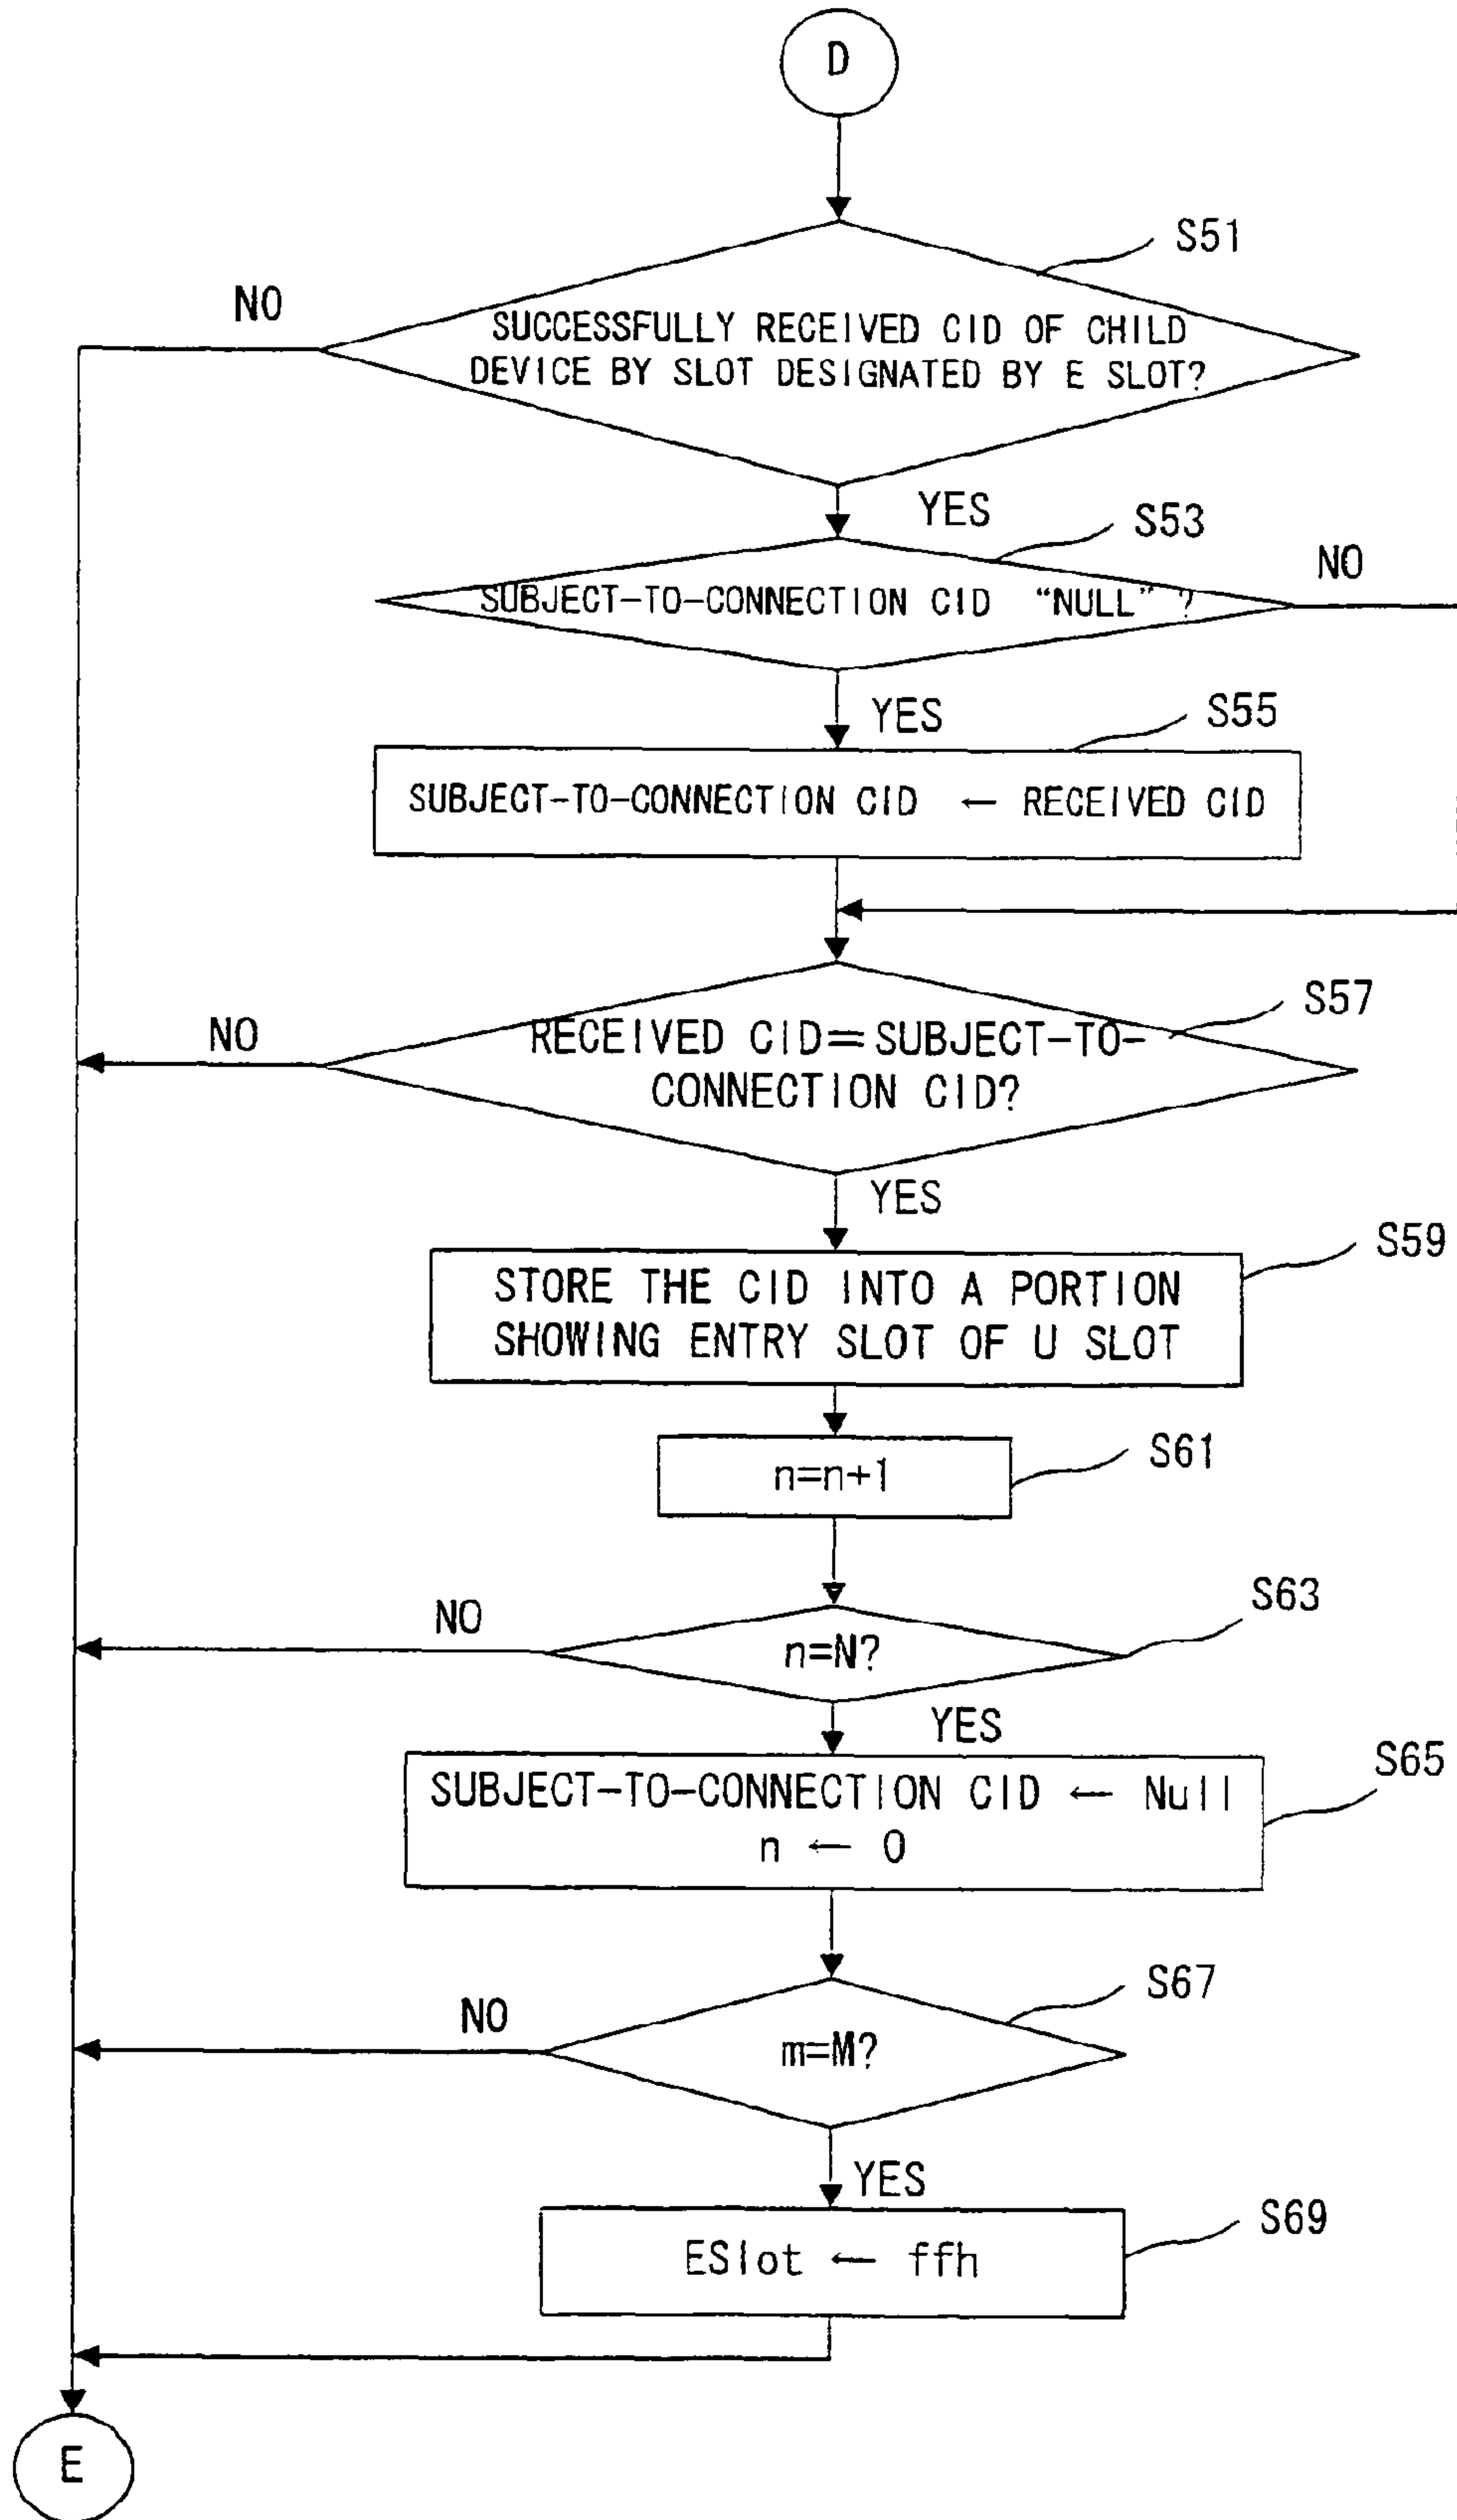 D
S51
NO
SUCCESSFULLY RECEIVED CID OF CHILD
DEVICE BY SLOT DESIGNATED BY E SLOT?
YES
S53
NO
SUBJECT-TO-CONNECTION CID "NULL" ?
YES
S55
SUBJECT-TO-CONNECTION CID ← RECEIVED CID
S57
NO
RECEIVED CID=SUBJECT-TO-
CONNECTION CID?
YES
S59
STORE THE CID INTO A PORTION
SHOWING ENTRY SLOT OF U SLOT
S61
n=n+1
S63
NO
n=N?
YES
S65
SUBJECT-TO-CONNECTION CID ← Null
n ← 0
S67
NO
m=M?
YES
S69
ESlot ← ffh
E